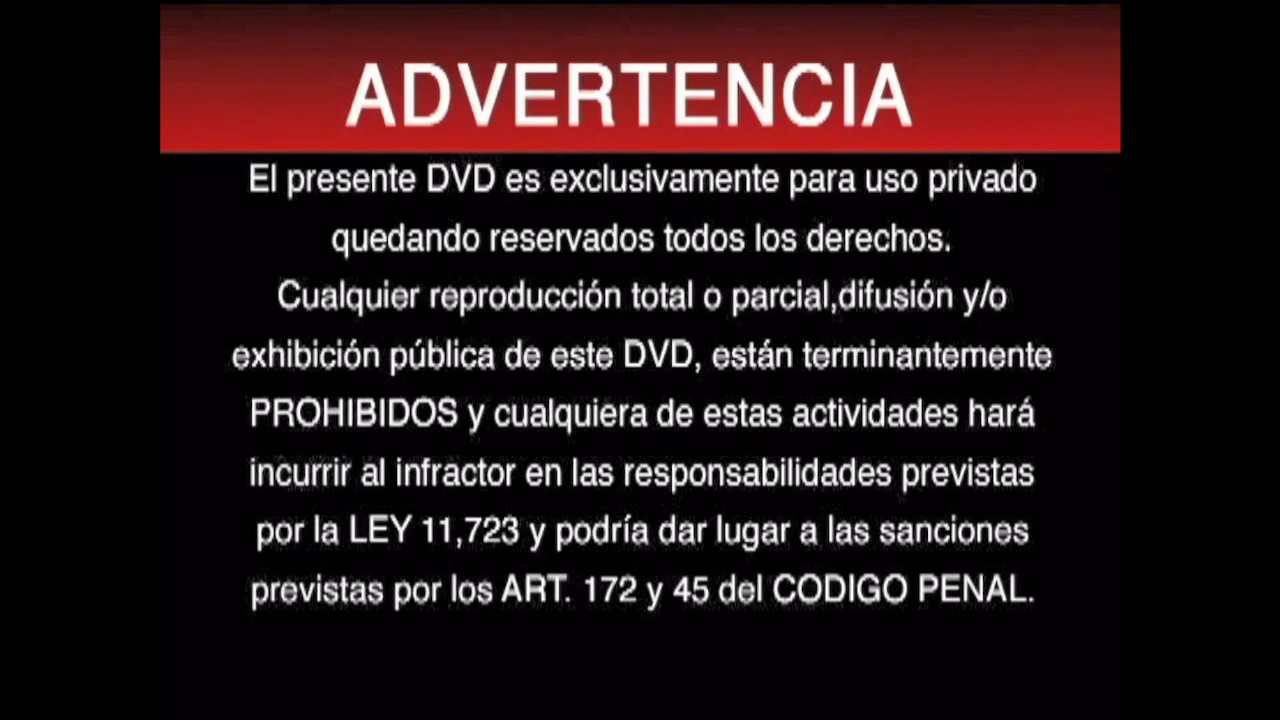 ADVERTENCIA
El presente DVD es exclusivamente para uso privado
quedando reservados todos los derechos.
Cualquier reproducción total o parcial,difusión y/o
exhibición pública de este DVD, están terminantemente
PROHIBIDOS y cualquiera de estas actividades hará
incurrir al infractor en las responsabilidades previstas
por la LEY 11,723 y podría dar lugar a las sanciones
previstas por los ART. 172 y 45 del CODIGO PENAL.